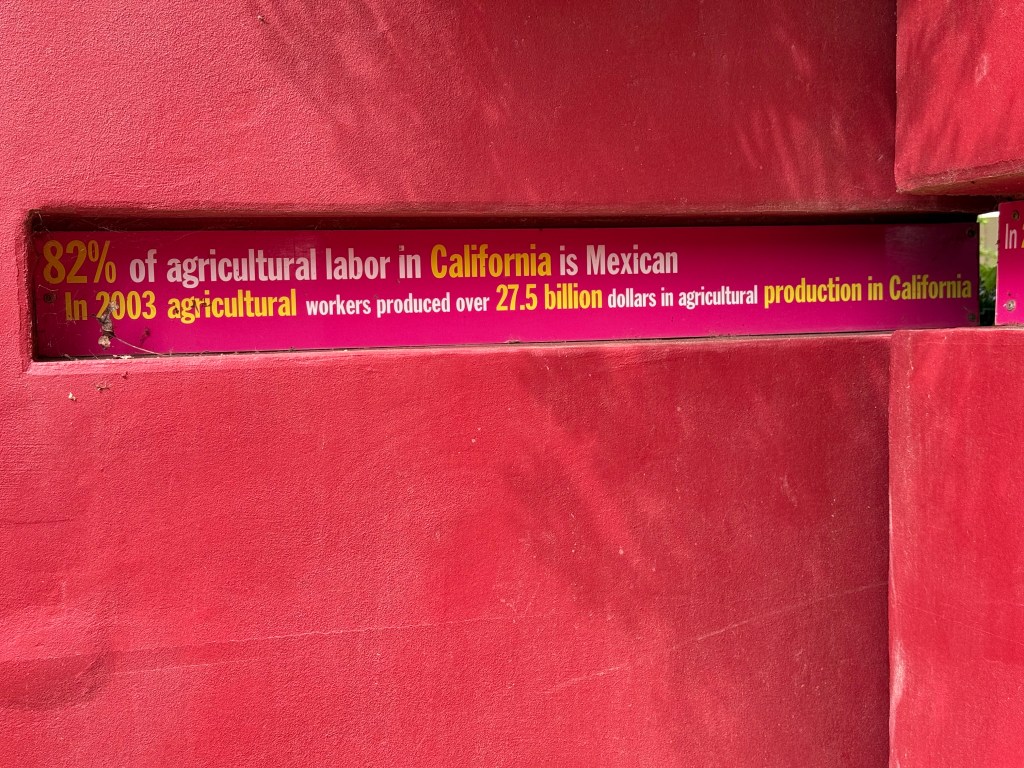 82% of agricultural labor in California is Mexican
In 2003 agricultural workers produced over 27.5 billion dollars in agricultural production in California
In